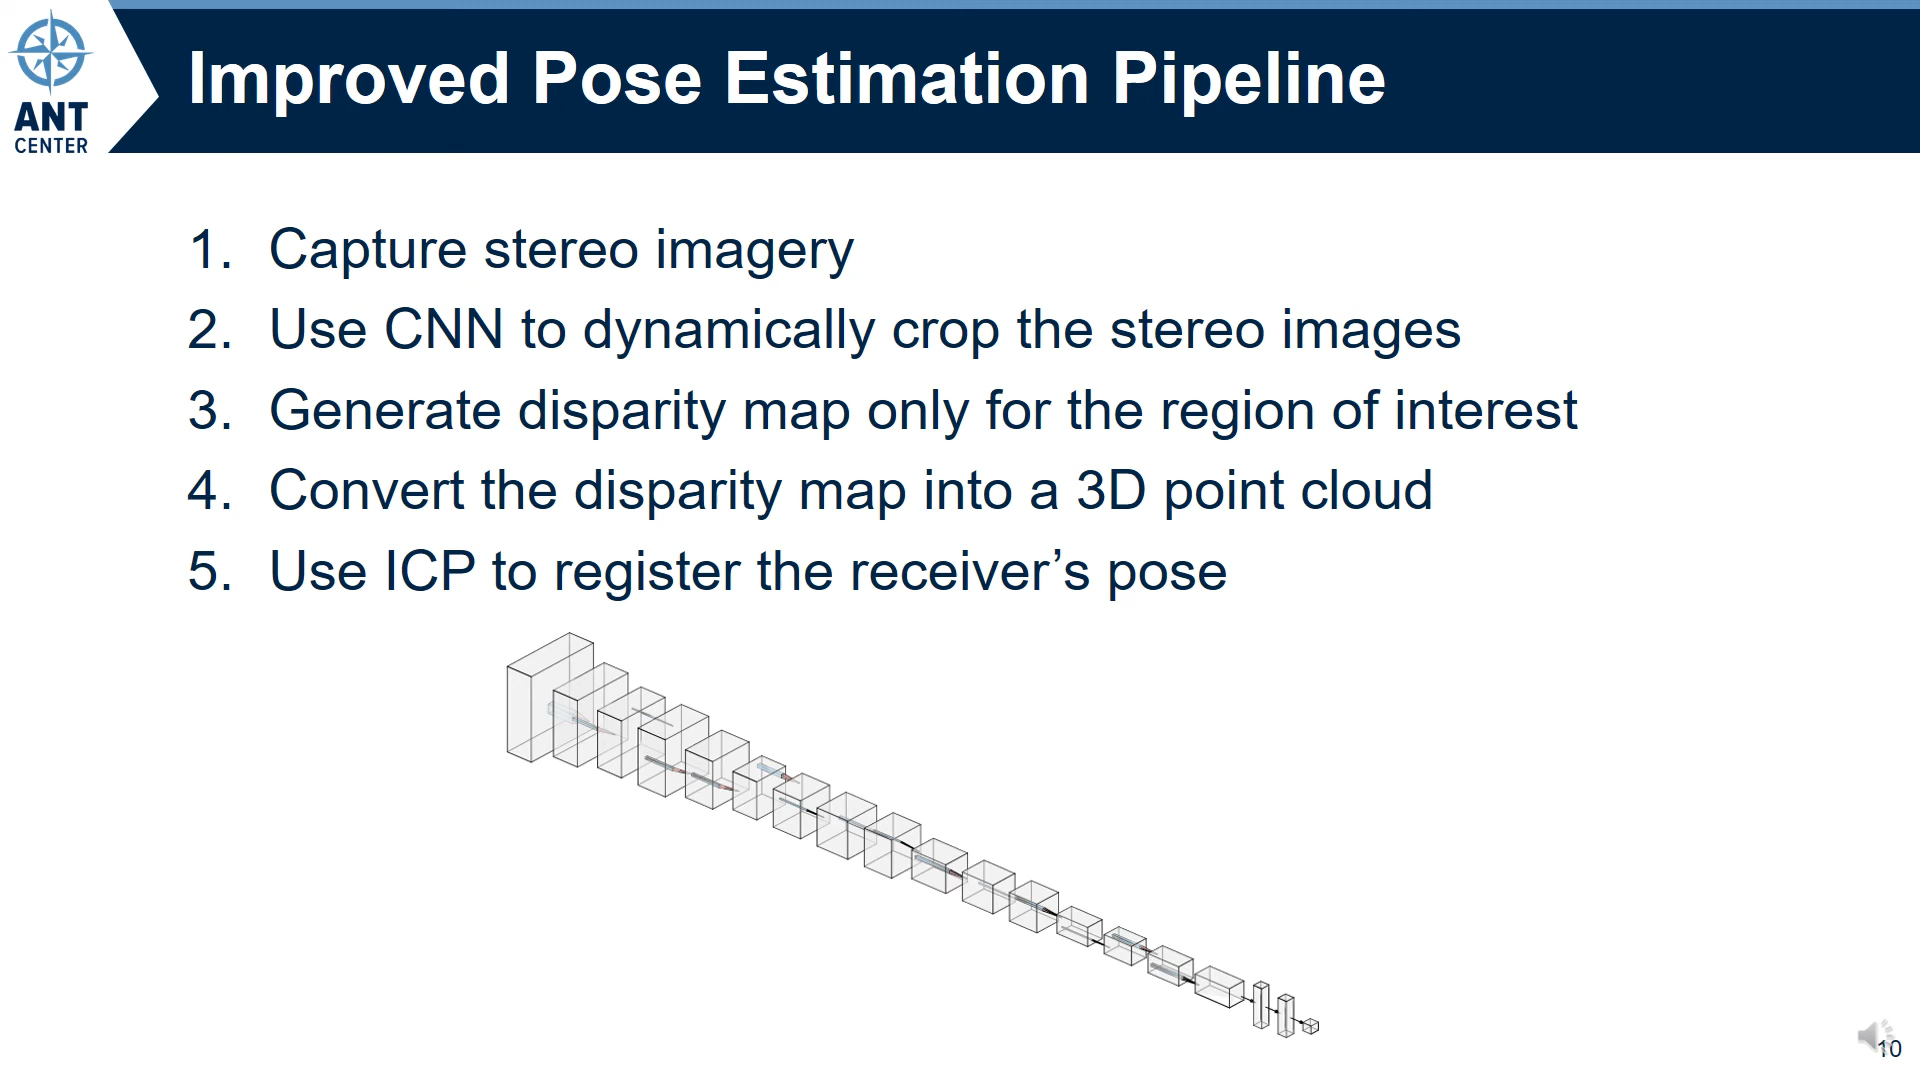 ANT
CENTER
Improved Pose Estimation Pipeline
1. Capture stereo imagery
2. Use CNN to dynamically crop the stereo images
3. Generate disparity map only for the region of interest
4. Convert the disparity map into a 3D point cloud
5. Use ICP to register the receiver’s pose
10